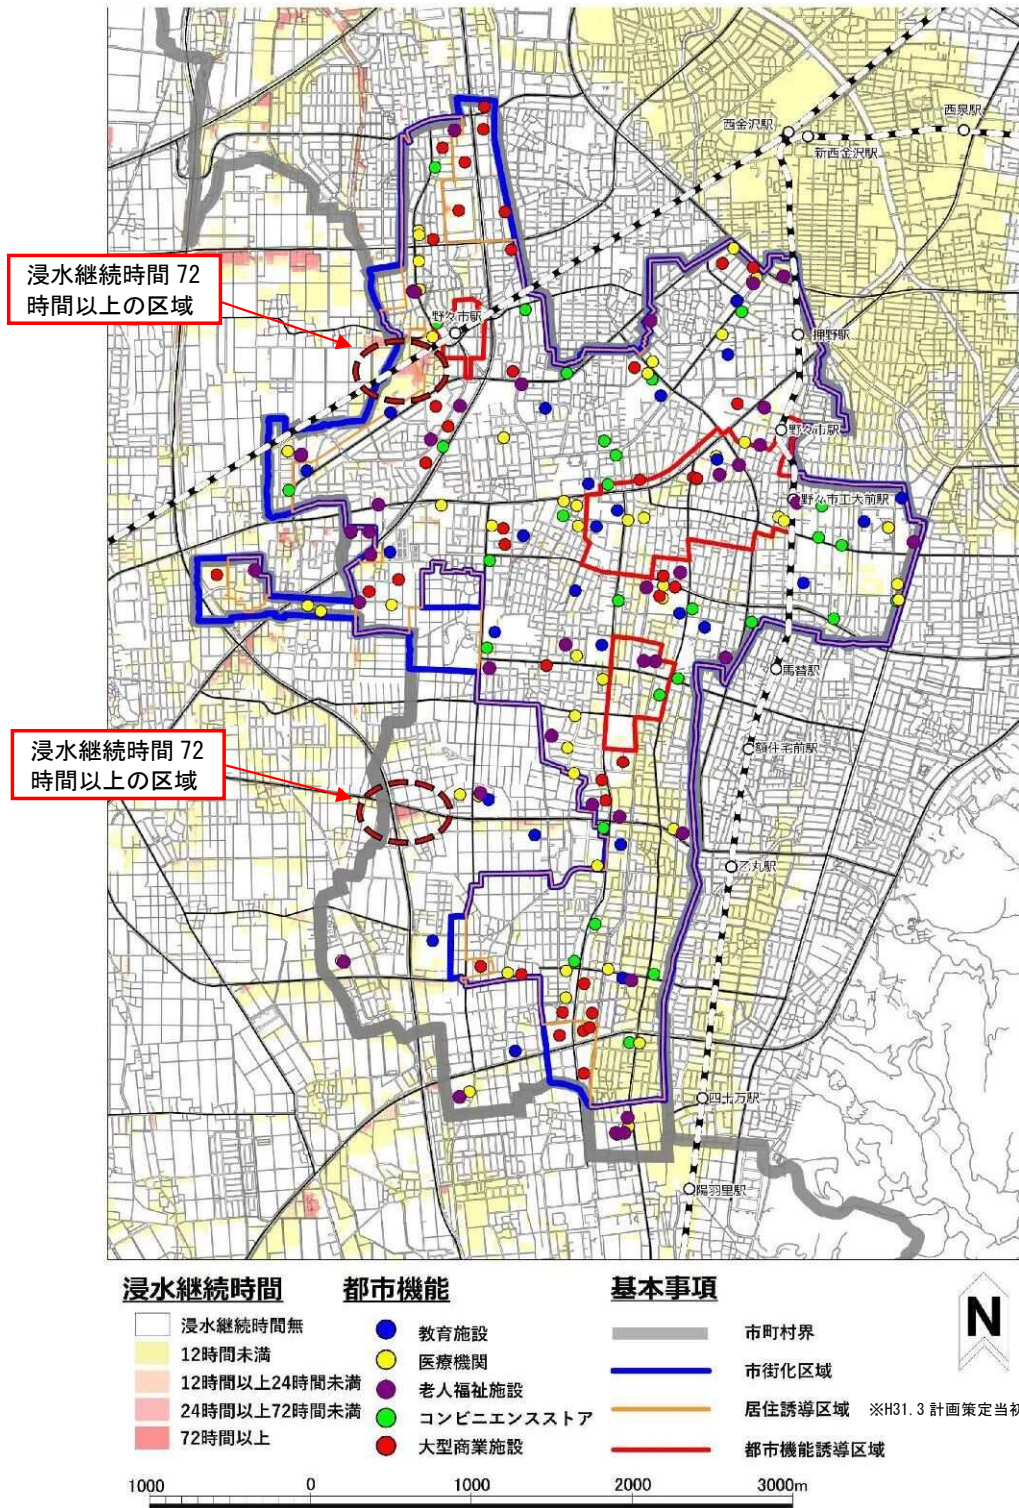 西金沢駅
西泉駅
新西金沢駅
浸水継続時間 72
時間以上の区域
野々市駅
押野駅
野々市駅
野々市工大前駅
馬替駅
額住宅前駅
浸水継続時間 72
時間以上の区域
乙丸駅
四十万駅
陽羽里駅
浸水継続時間
浸水継続時間無
12時間未満
12時間以上24時間未満
24時間以上72時間未満
72時間以上
都市機能
教育施設
医療機関
老人福祉施設
コンビニエンスストア
大型商業施設
基本事項
市町村界
市街化区域
居住誘導区域 ※H31.3 計画策定当初
都市機能誘導区域
N
1000 0 1000 2000 3000m